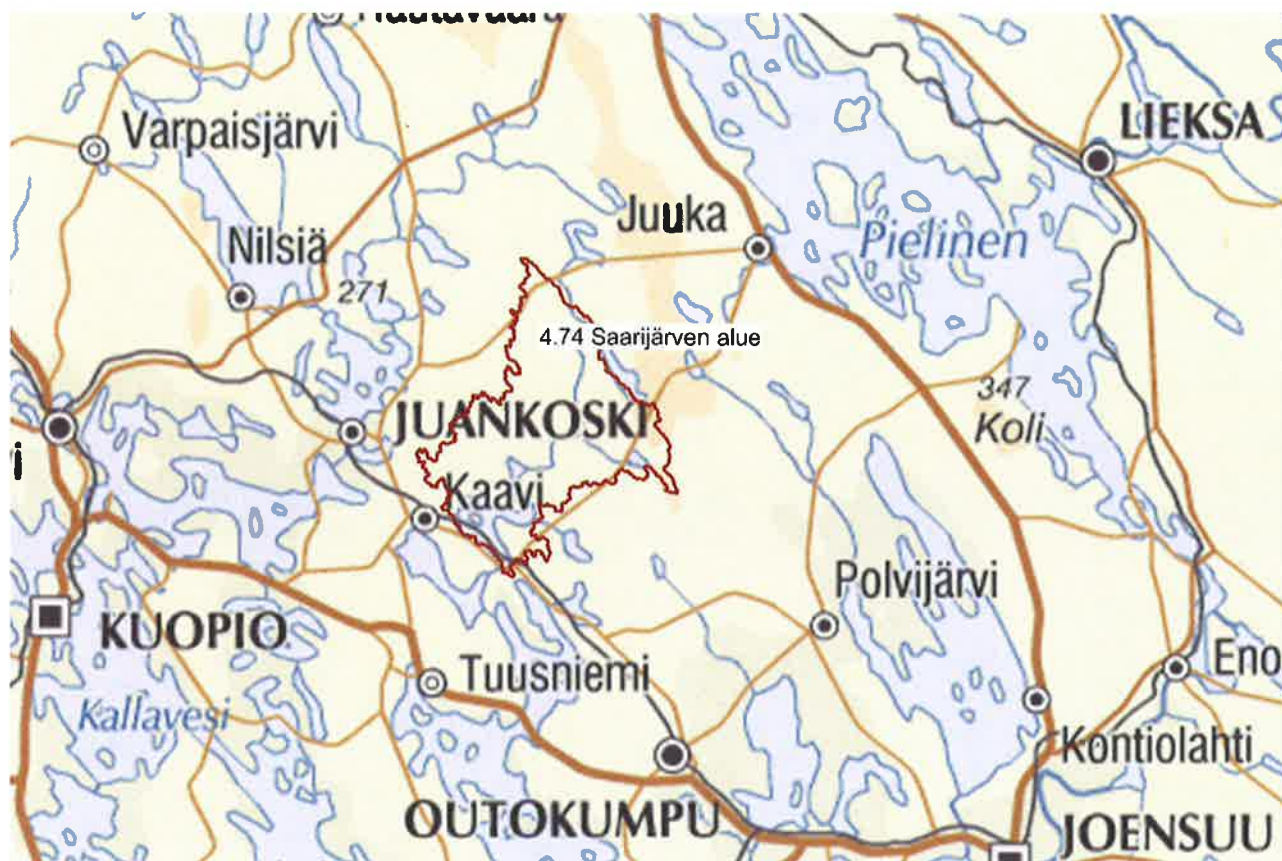 Varpaisjärvi
LIEKSA
Juuka
Pielinen
Nilsiä
271
4.74 Saarijärven alue
347
Koli
JUANKOSKI
Kaavi
Polvijärvi
KUOPIO
Tuusniemi
Eno
Kallavesi
Kontiolahti
OUTOKUMPU
JOENSUU